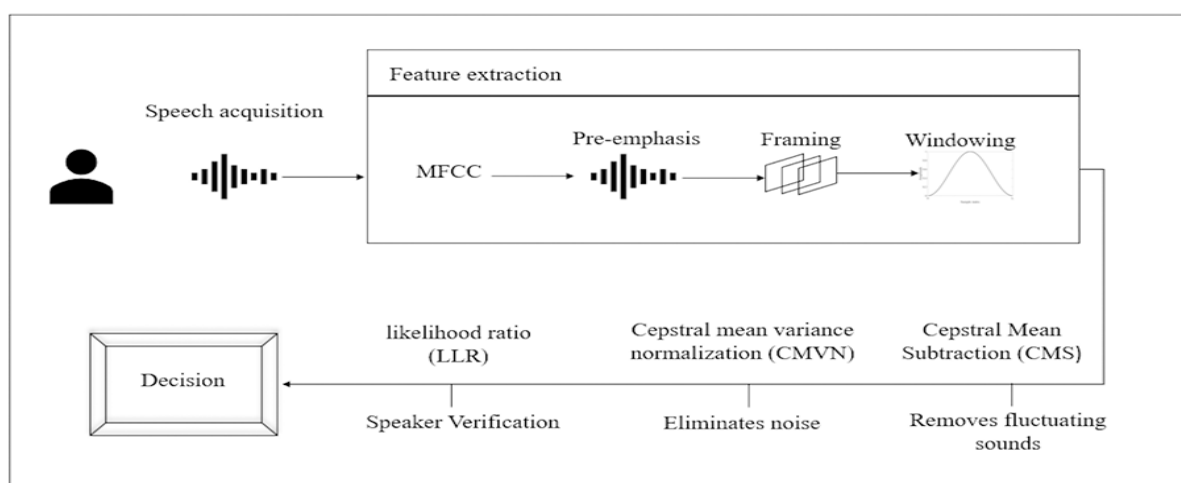 Feature extraction
Speech acquisition
MFCC
Pre-emphasis
Framing
Windowing
likelihood ratio
(LLR)
Cepstral mean variance
normalization (CMVN)
Cepstral Mean
Subtraction (CMS)
Decision
Speaker Verification
Eliminates noise
Removes fluctuating
sounds